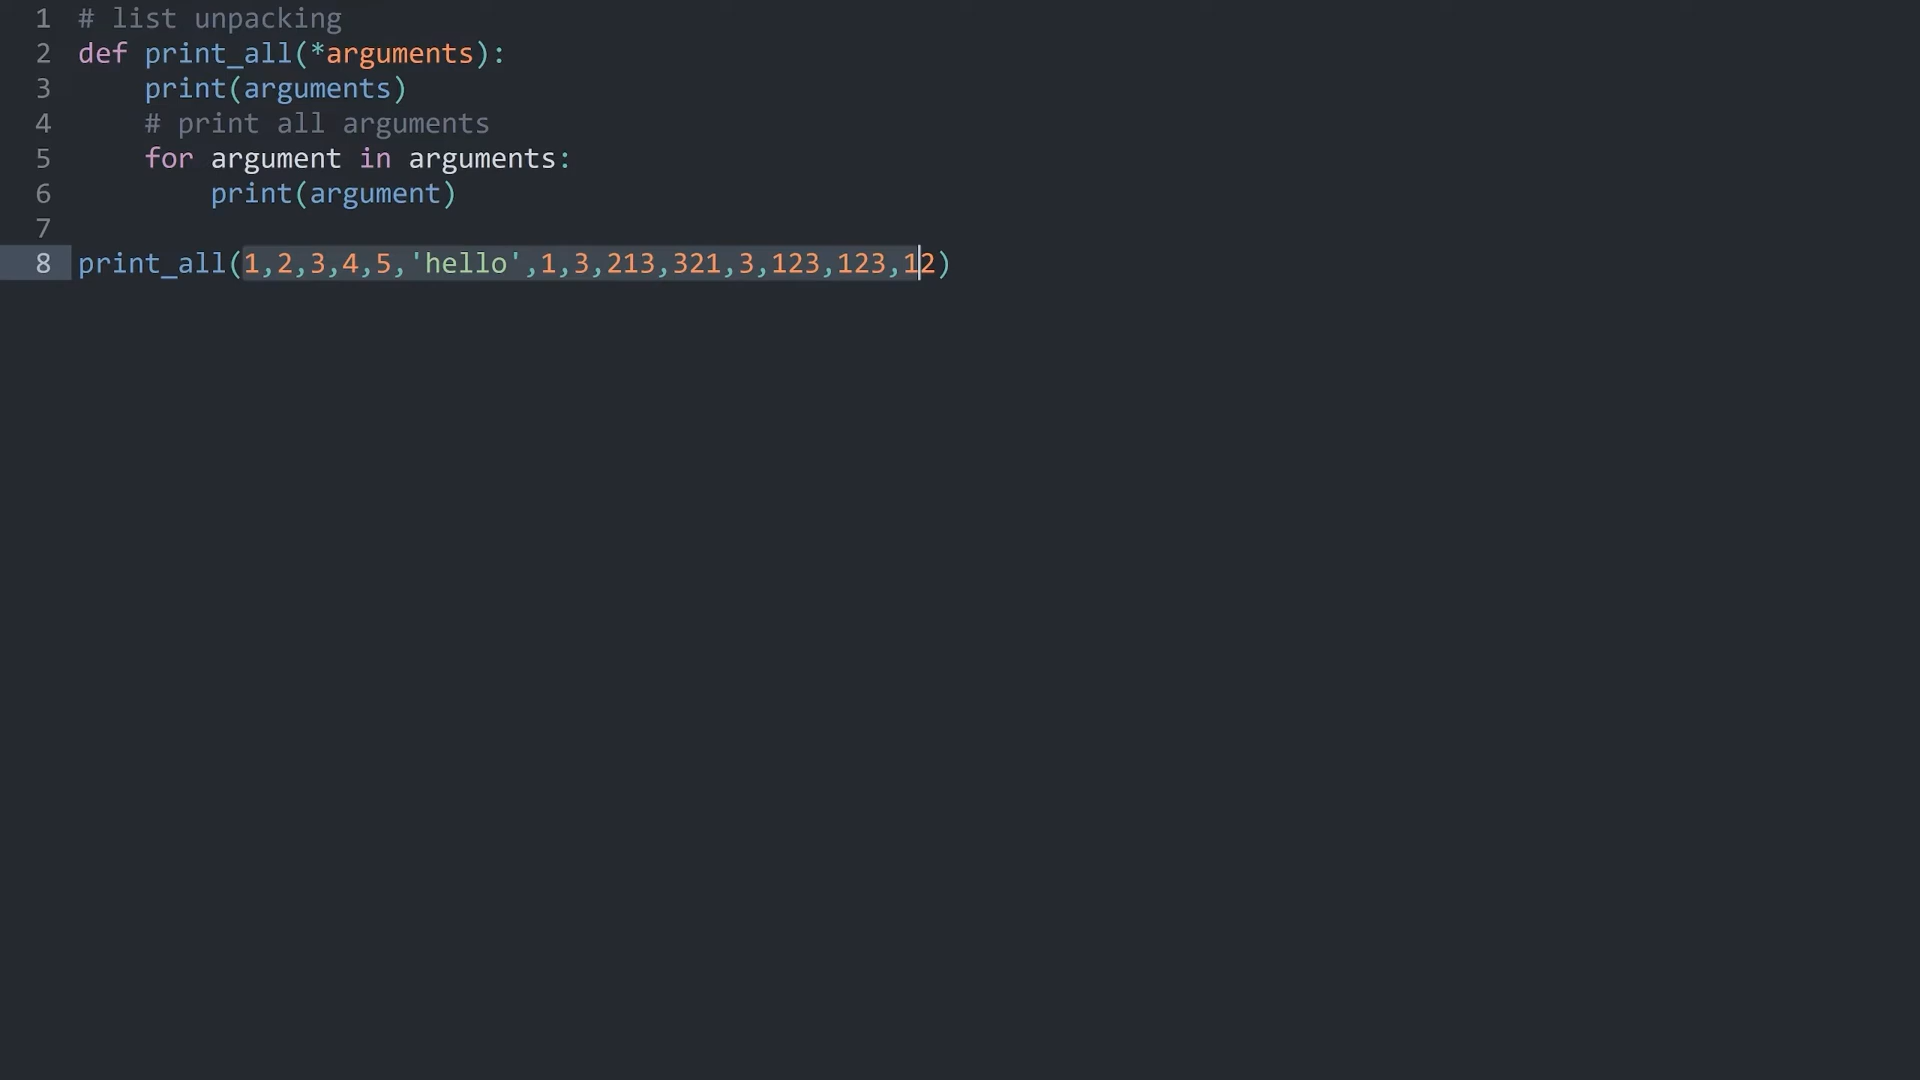 1 # list unpacking
2 def print_all(*arguments):
3     print(arguments)
4     # print all arguments
5     for argument in arguments:
6         print(argument)
7
8 print_all(1,2,3,4,5,'hello',1,3,213,321,3,123,123,12)